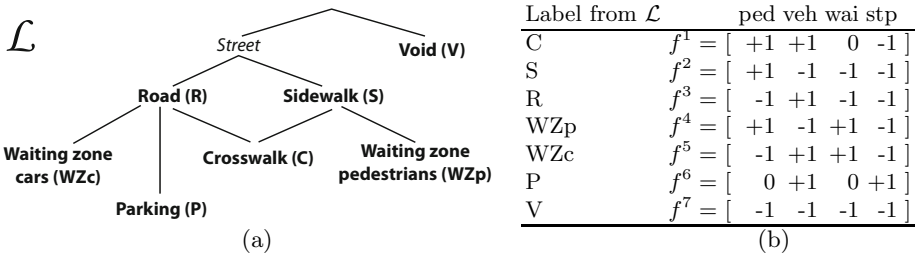 ℒ
Street
Void (V)
Road (R)
Sidewalk (S)
Waiting zone
cars (WZc)
Crosswalk (C)
Waiting zone
pedestrians (WZp)
Parking (P)
(a)
Label from ℒ ped veh wai stp
C f¹ = [ +1 +1 0 -1 ]
S f² = [ +1 -1 -1 -1 ]
R f³ = [ -1 +1 -1 -1 ]
WZp f⁴ = [ +1 -1 +1 -1 ]
WZc f⁵ = [ -1 +1 +1 -1 ]
P f⁶ = [ 0 +1 0 +1 ]
V f⁷ = [ -1 -1 -1 -1 ]
(b)